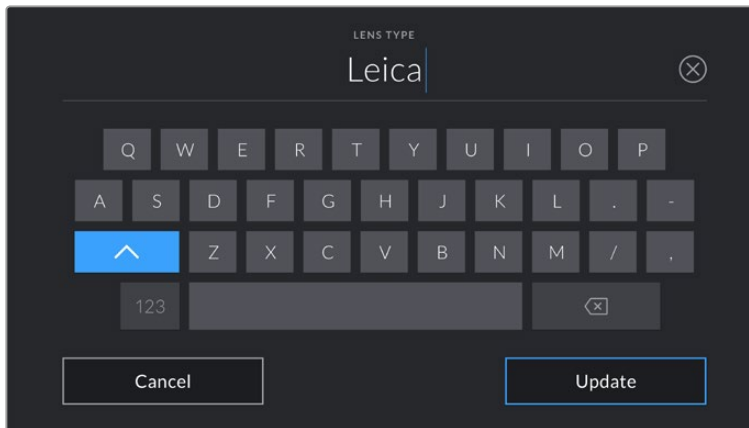 LENS TYPE
Leica
Q W E R T Y U I O P
A S D F G H J K L . -
Z X C V B N M / ,
123
Cancel Update